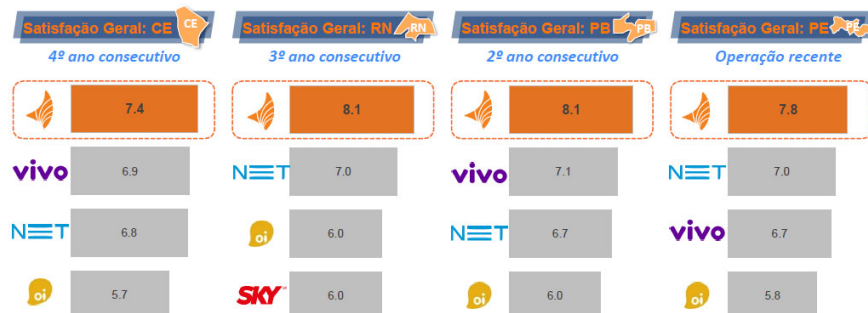 Satisfação Geral: CE
CE
4º ano consecutivo
7.4
vivo
6.9
NET
6.8
oi
5.7
Satisfação Geral: RN
RN
3º ano consecutivo
8.1
NET
7.0
oi
6.0
SKY
6.0
Satisfação Geral: PB
PB
2º ano consecutivo
8.1
vivo
7.1
NET
6.7
oi
6.0
Satisfação Geral: PE
PE
Operação recente
7.8
NET
7.0
vivo
6.7
oi
5.8